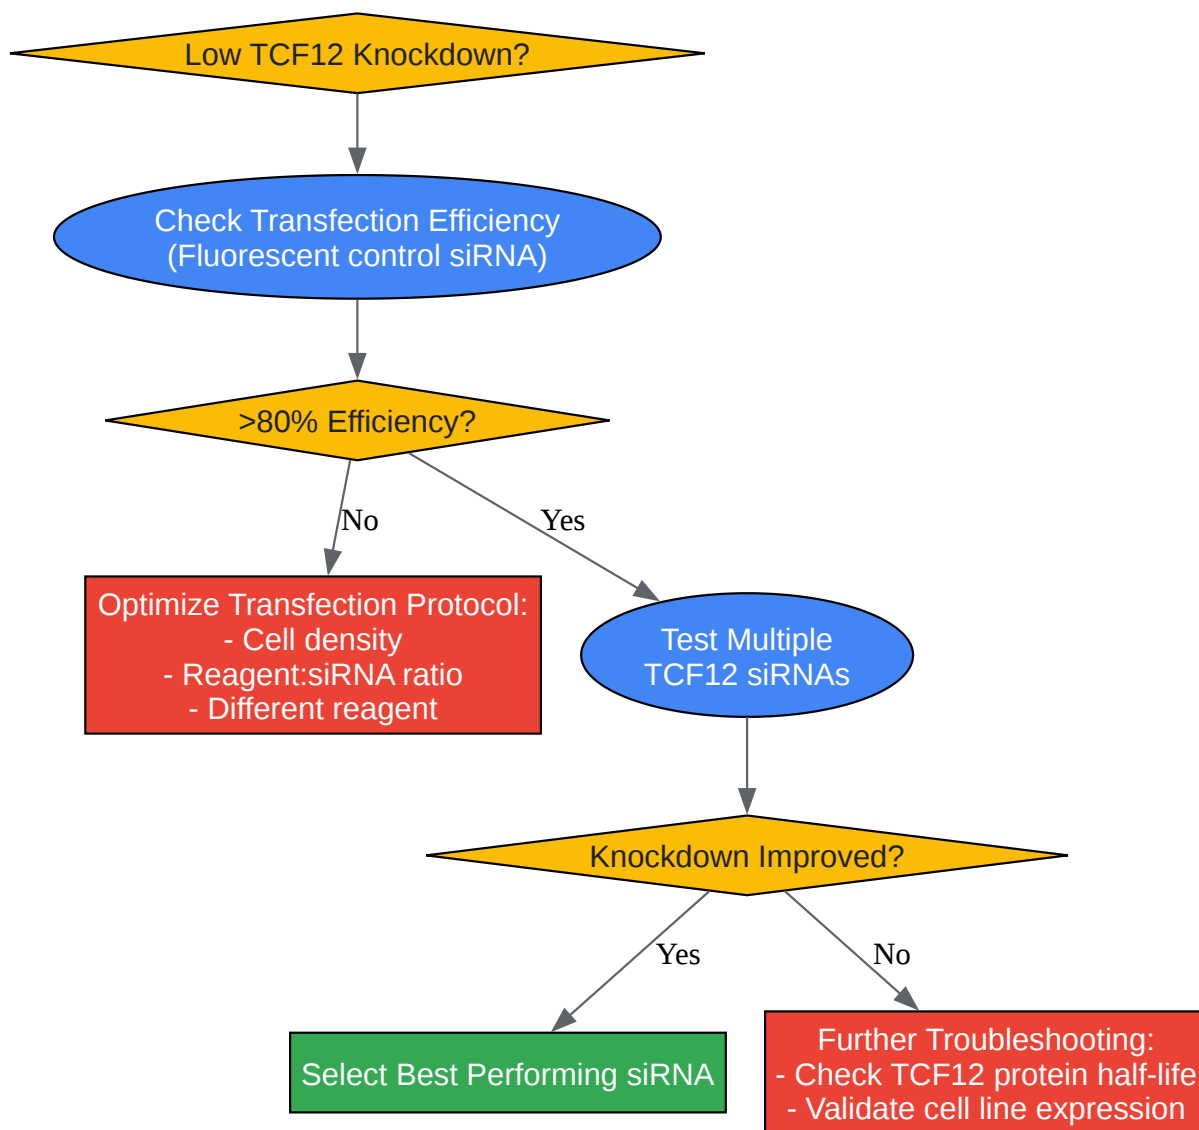 Low TCF12 Knockdown?
Check Transfection Efficiency
(Fluorescent control siRNA)
>80% Efficiency?
No
Yes
Optimize Transfection Protocol:
- Cell density
- Reagent:siRNA ratio
- Different reagent
Test Multiple
TCF12 siRNAs
Knockdown Improved?
Yes
No
Select Best Performing siRNA
Further Troubleshooting:
- Check TCF12 protein half-life
- Validate cell line expression